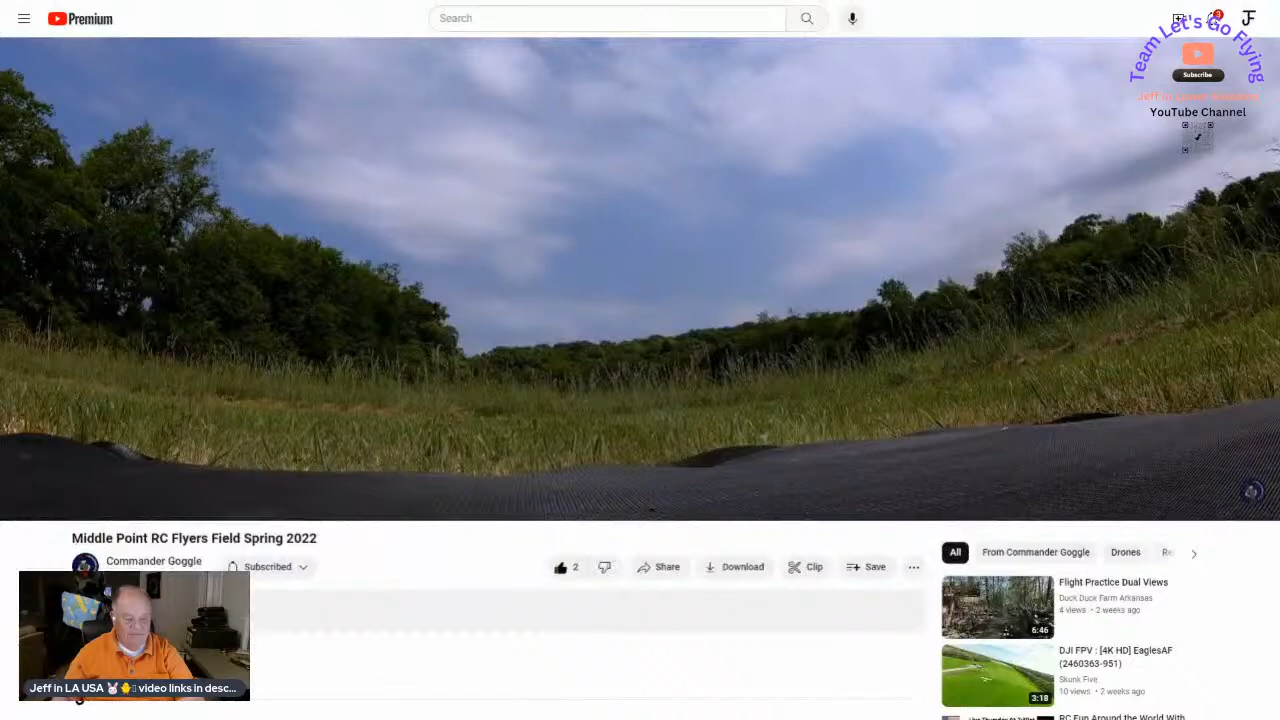 Premium
Search
3
Team Let's Go Flying
Subscribe
YouTube Channel
Middle Point RC Flyers Field Spring 2022
Commander Goggle
Subscribed
2
Share
Download
Clip
Save
All
From Commander Goggle
Drones
Re
Flight Practice Dual Views
Duck Duck Farm Arkansas
4 views • 2 weeks ago
6:46
DJI FPV : [4K HD] EaglesAF
(2460363-951)
Skunk Five
10 views • 2 weeks ago
3:18
RC Fun Around the World With
Jeff in LA USA 🐰🐥 video links in desc...